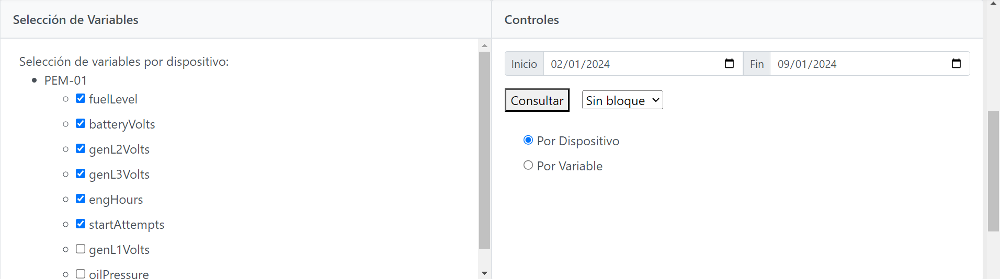 Selección de Variables
Selección de variables por dispositivo:
PEM-01
fuelLevel
batteryVolts
genL2Volts
genL3Volts
engHours
startAttempts
genL1Volts
oilPressure
Controles
Inicio 02/01/2024 Fin 09/01/2024
Consultar Sin bloque
Por Dispositivo
Por Variable